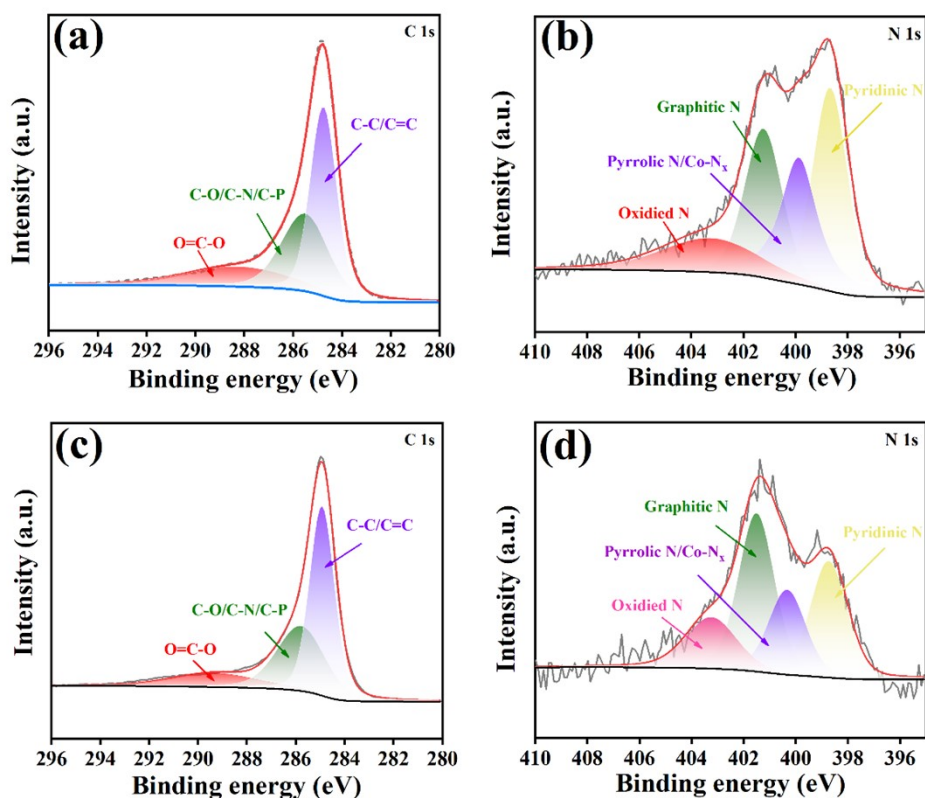 (a)
C 1s
Intensity (a.u.)
C-C/C=C
C-O/C-N/C-P
O=C-O
296 294 292 290 288 286 284 282 280
Binding energy (eV)
(b)
N 1s
Intensity (a.u.)
Pyridinic N
Graphitic N
Pyrrolic N/Co-Nₓ
Oxidied N
410 408 406 404 402 400 398 396
Binding energy (eV)
(c)
C 1s
Intensity (a.u.)
C-C/C=C
C-O/C-N/C-P
O=C-O
296 294 292 290 288 286 284 282 280
Binding energy (eV)
(d)
N 1s
Intensity (a.u.)
Graphitic N
Pyridinic N
Pyrrolic N/Co-Nₓ
Oxidied N
410 408 406 404 402 400 398 396
Binding energy (eV)